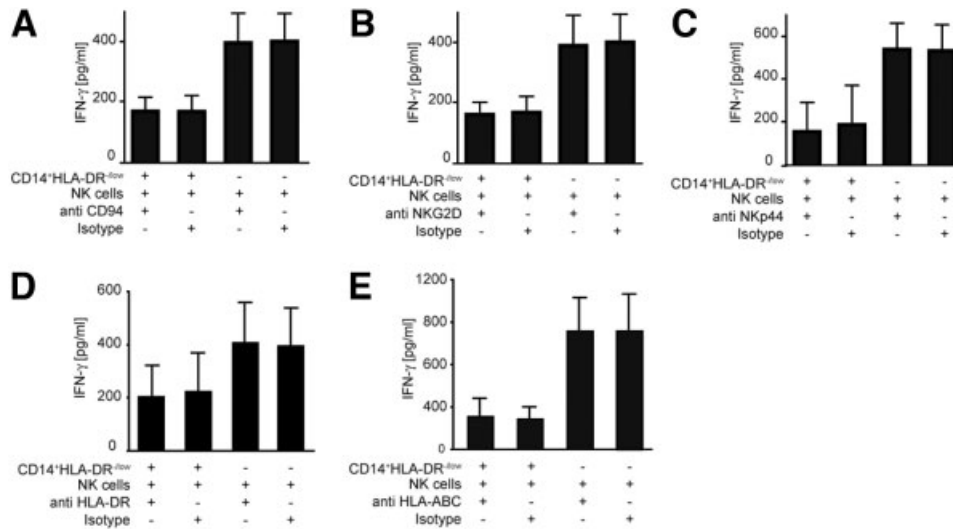 A
IFN-γ [pg/ml]
400
200
0
CD14⁺HLA-DR⁻/low + + - -
NK cells + + + +
anti CD94 + - + -
Isotype - + - +
B
IFN-γ [pg/ml]
400
200
0
CD14⁺HLA-DR⁻/low + + - -
NK cells + + + +
anti NKG2D + - + -
Isotype - + - +
C
IFN-γ [pg/ml]
600
400
200
0
CD14⁺HLA-DR⁻/low + + - -
NK cells + + + +
anti NKp44 + - + -
Isotype - + - +
D
IFN-γ [pg/ml]
600
400
200
0
CD14⁺HLA-DR⁻/low + + - -
NK cells + + + +
anti HLA-DR + - + -
Isotype - + - +
E
IFN-γ [pg/ml]
1200
800
400
0
CD14⁺HLA-DR⁻/low + + - -
NK cells + + + +
anti HLA-ABC + - + -
Isotype - + - +